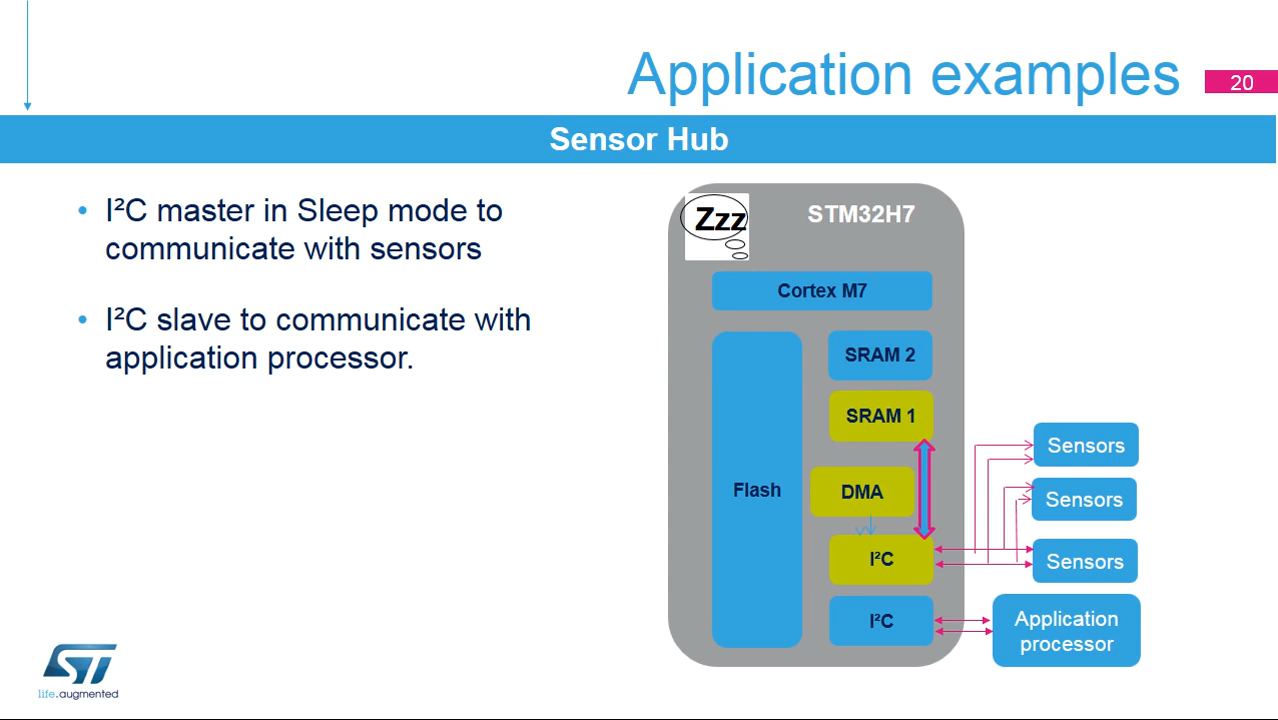 Application examples
20
Sensor Hub
• I²C master in Sleep mode to
communicate with sensors
• I²C slave to communicate with
application processor.
Zzz
STM32H7
Cortex M7
SRAM 2
SRAM 1
Flash
DMA
I²C
I²C
Sensors
Sensors
Sensors
Application
processor
ST
life.augmented